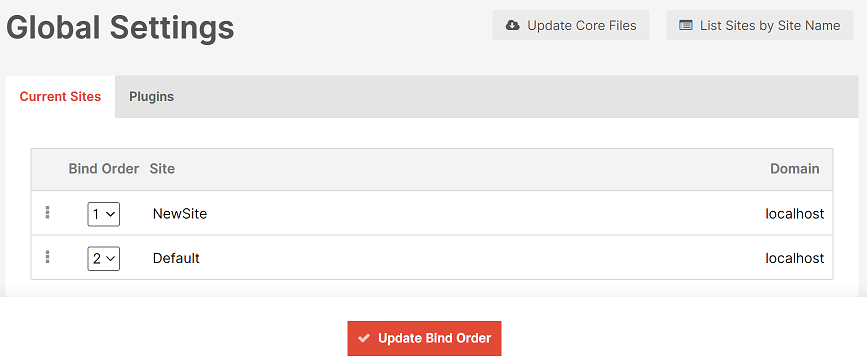 Global Settings
Update Core Files
List Sites by Site Name
Current Sites
Plugins
Bind Order Site Domain
1 NewSite localhost
2 Default localhost
Update Bind Order